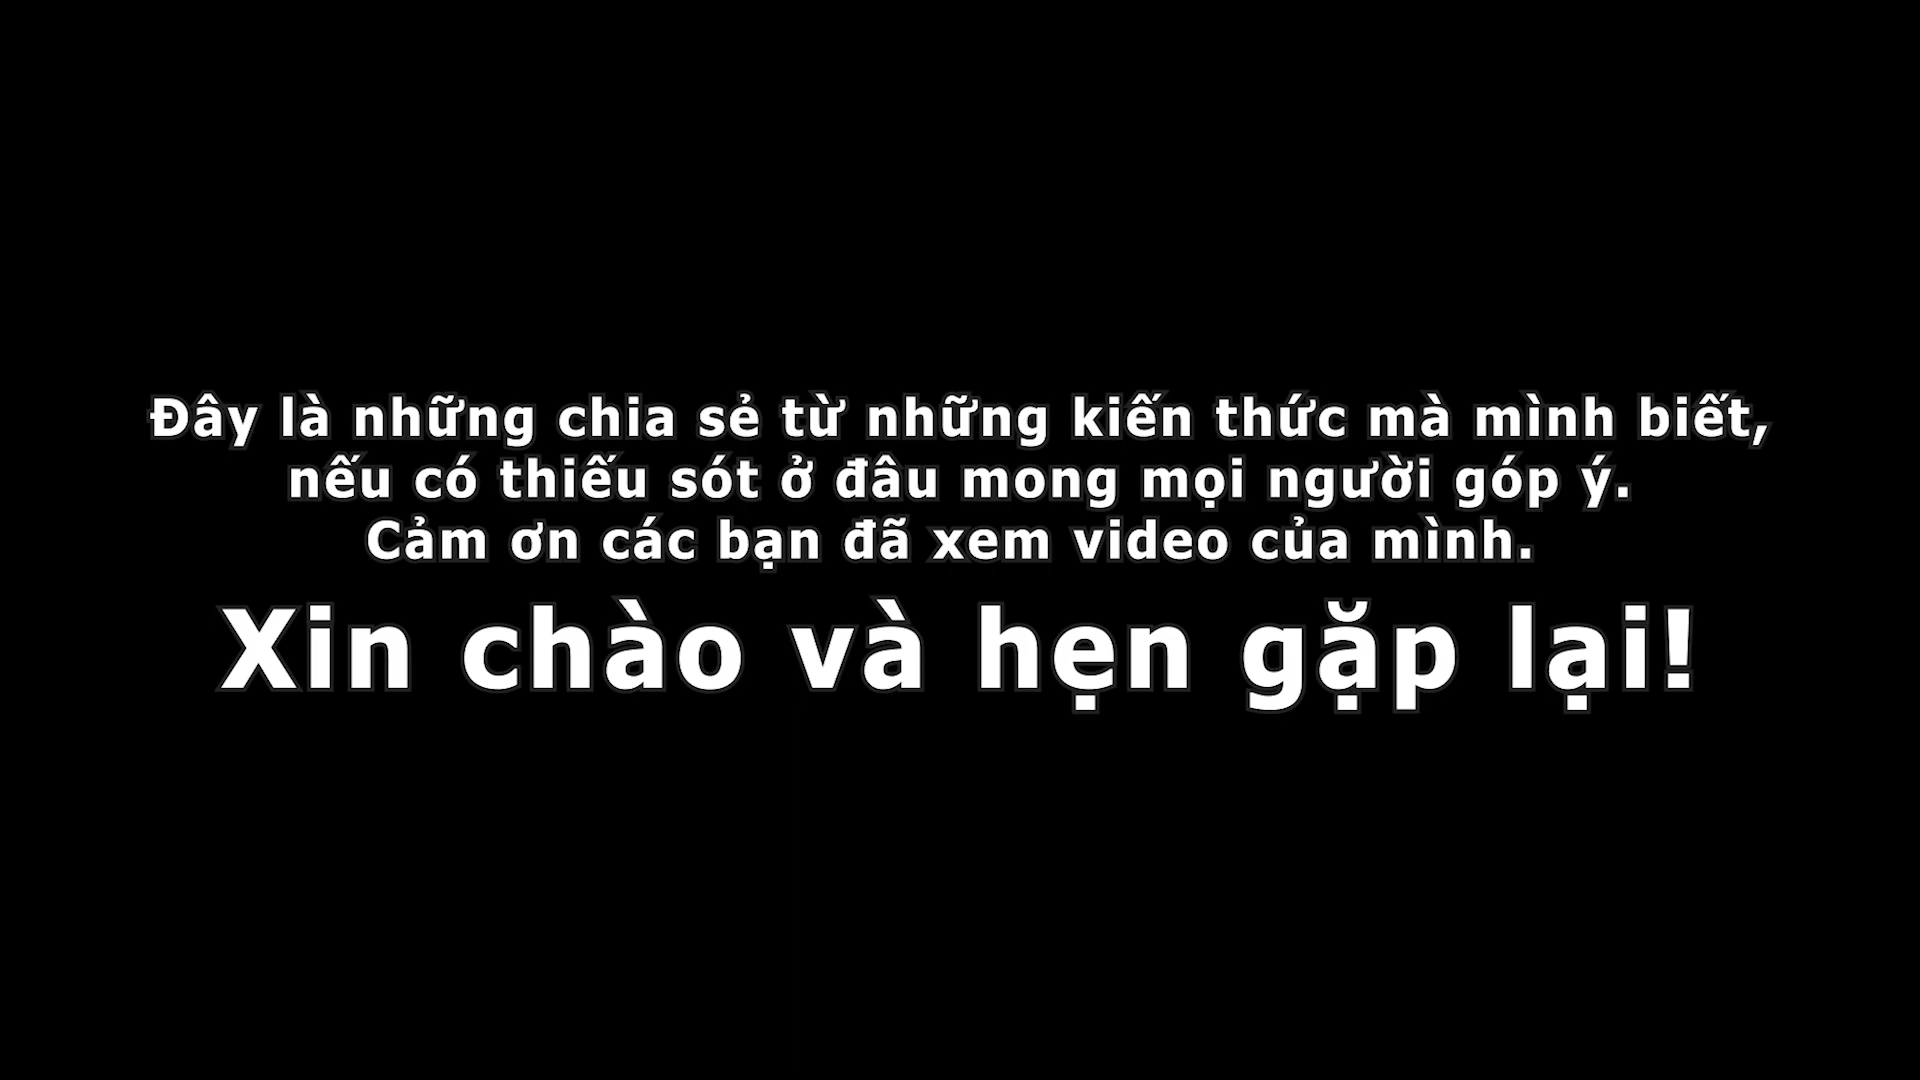 Đây là những chia sẻ từ những kiến thức mà mình biết,
nếu có thiếu sót ở đâu mong mọi người góp ý.
Cảm ơn các bạn đã xem video của mình.
Xin chào và hẹn gặp lại!